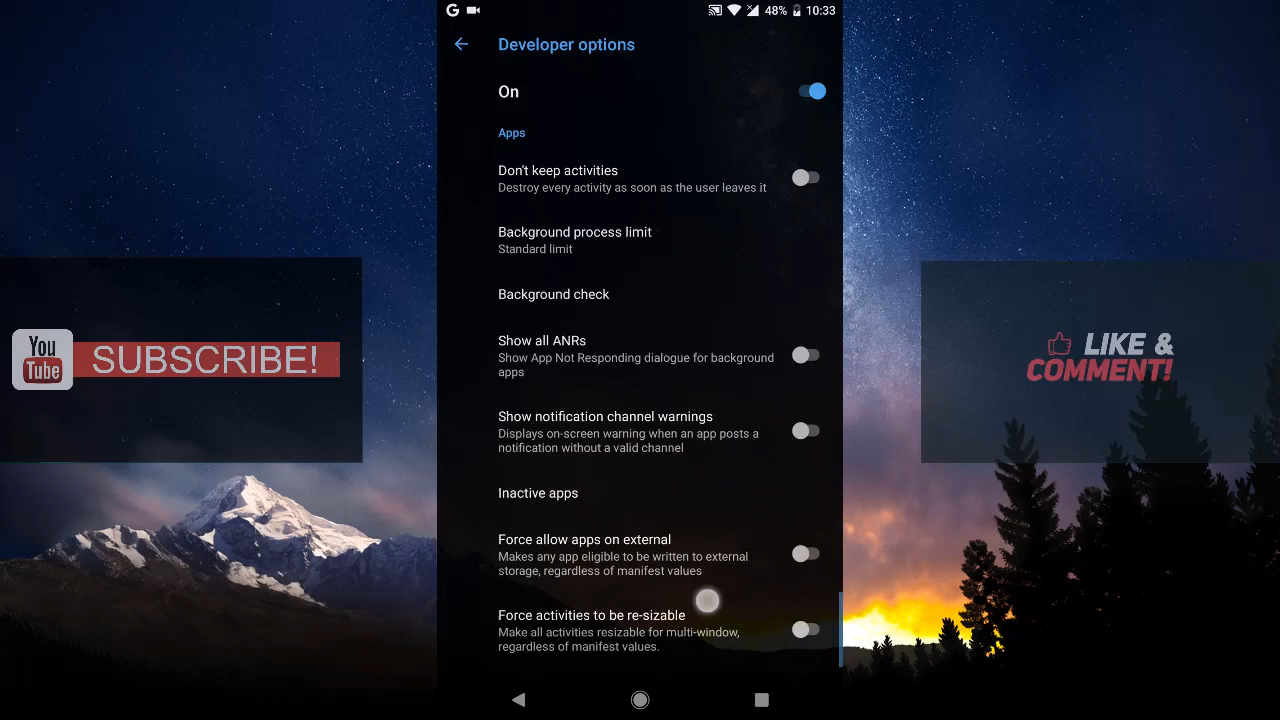 48% 10:33
Developer options
On
Apps
Don't keep activities
Destroy every activity as soon as the user leaves it
Background process limit
Standard limit
Background check
Show all ANRs
Show App Not Responding dialogue for background
apps
Show notification channel warnings
Displays on-screen warning when an app posts a
notification without a valid channel
Inactive apps
Force allow apps on external
Makes any app eligible to be written to external
storage, regardless of manifest values
Force activities to be re-sizable
Make all activities resizable for multi-window,
regardless of manifest values.
You
Tube
SUBSCRIBE!
LIKE &
COMMENT!